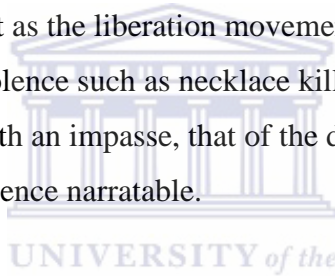 t as the liberation moveme
olence such as necklace kill
th an impasse, that of the d
ence narratable.
UNIVERSITY of the